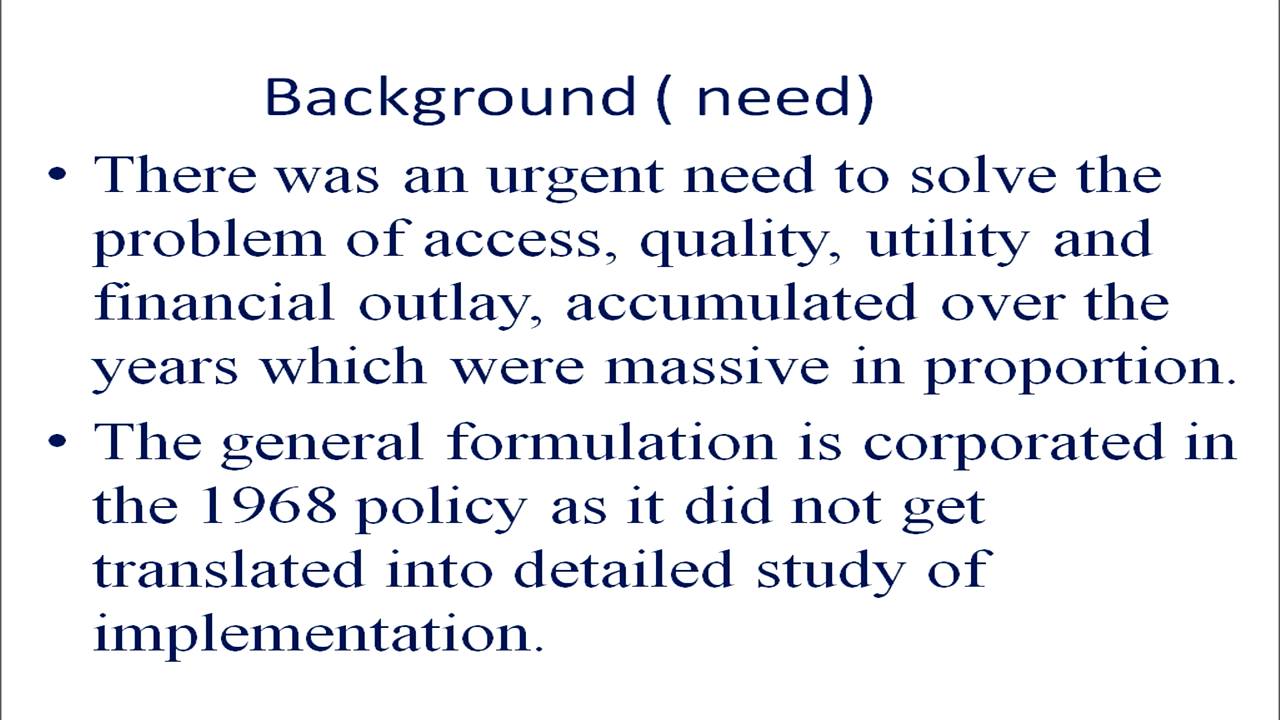 Background ( need)
• There was an urgent need to solve the
problem of access, quality, utility and
financial outlay, accumulated over the
years which were massive in proportion.
• The general formulation is corporated in
the 1968 policy as it did not get
translated into detailed study of
implementation.